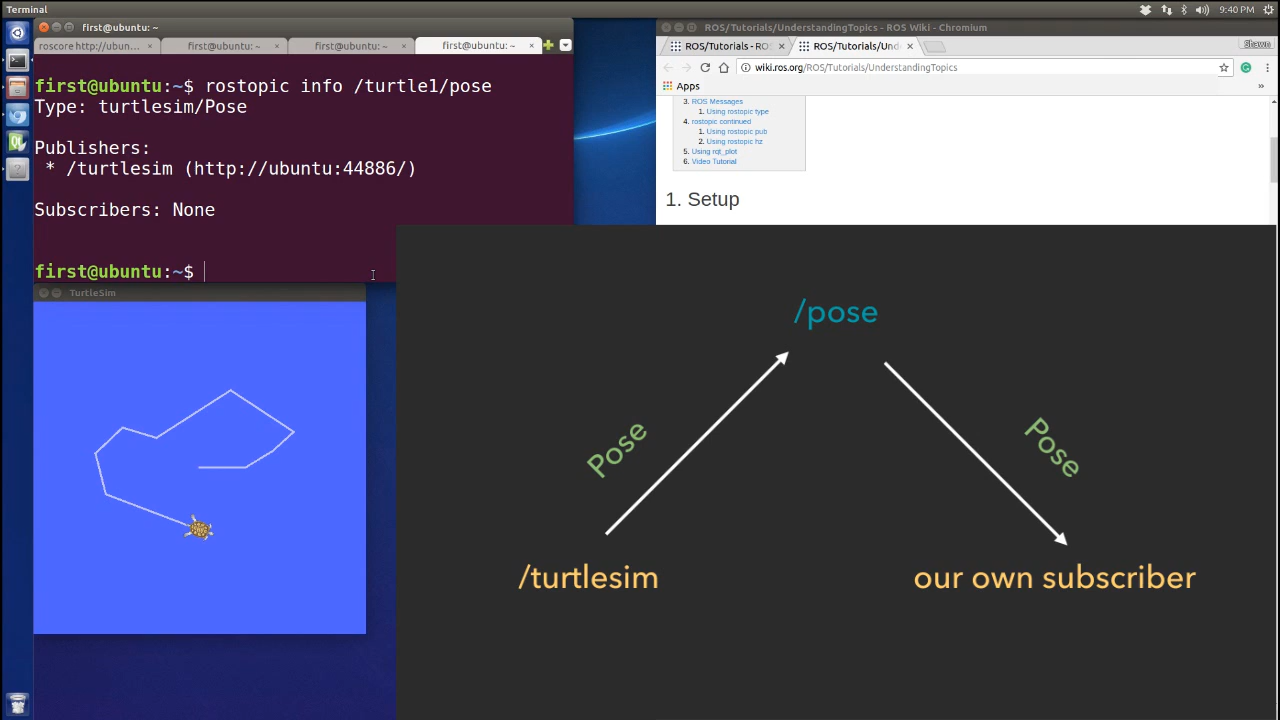 Terminal
9:40 PM
first@ubuntu: ~
roscore http://ubun... ×
first@ubuntu: ~ ×
first@ubuntu: ~ ×
first@ubuntu: ~ ×
first@ubuntu:~$ rostopic info /turtle1/pose
Type: turtlesim/Pose
Publishers:
* /turtlesim (http://ubuntu:44886/)
Subscribers: None
first@ubuntu:~$
ROS/Tutorials/UnderstandingTopics - ROS Wiki - Chromium
ROS/Tutorials - ROS ×
ROS/Tutorials/Und ×
Shawn
wiki.ros.org/ROS/Tutorials/UnderstandingTopics
Apps
»
3. ROS Messages
1. Using rostopic type
4. rostopic continued
1. Using rostopic pub
2. Using rostopic hz
5. Using rqt_plot
6. Video Tutorial
1. Setup
TurtleSim
/pose
Pose
Pose
/turtlesim
our own subscriber